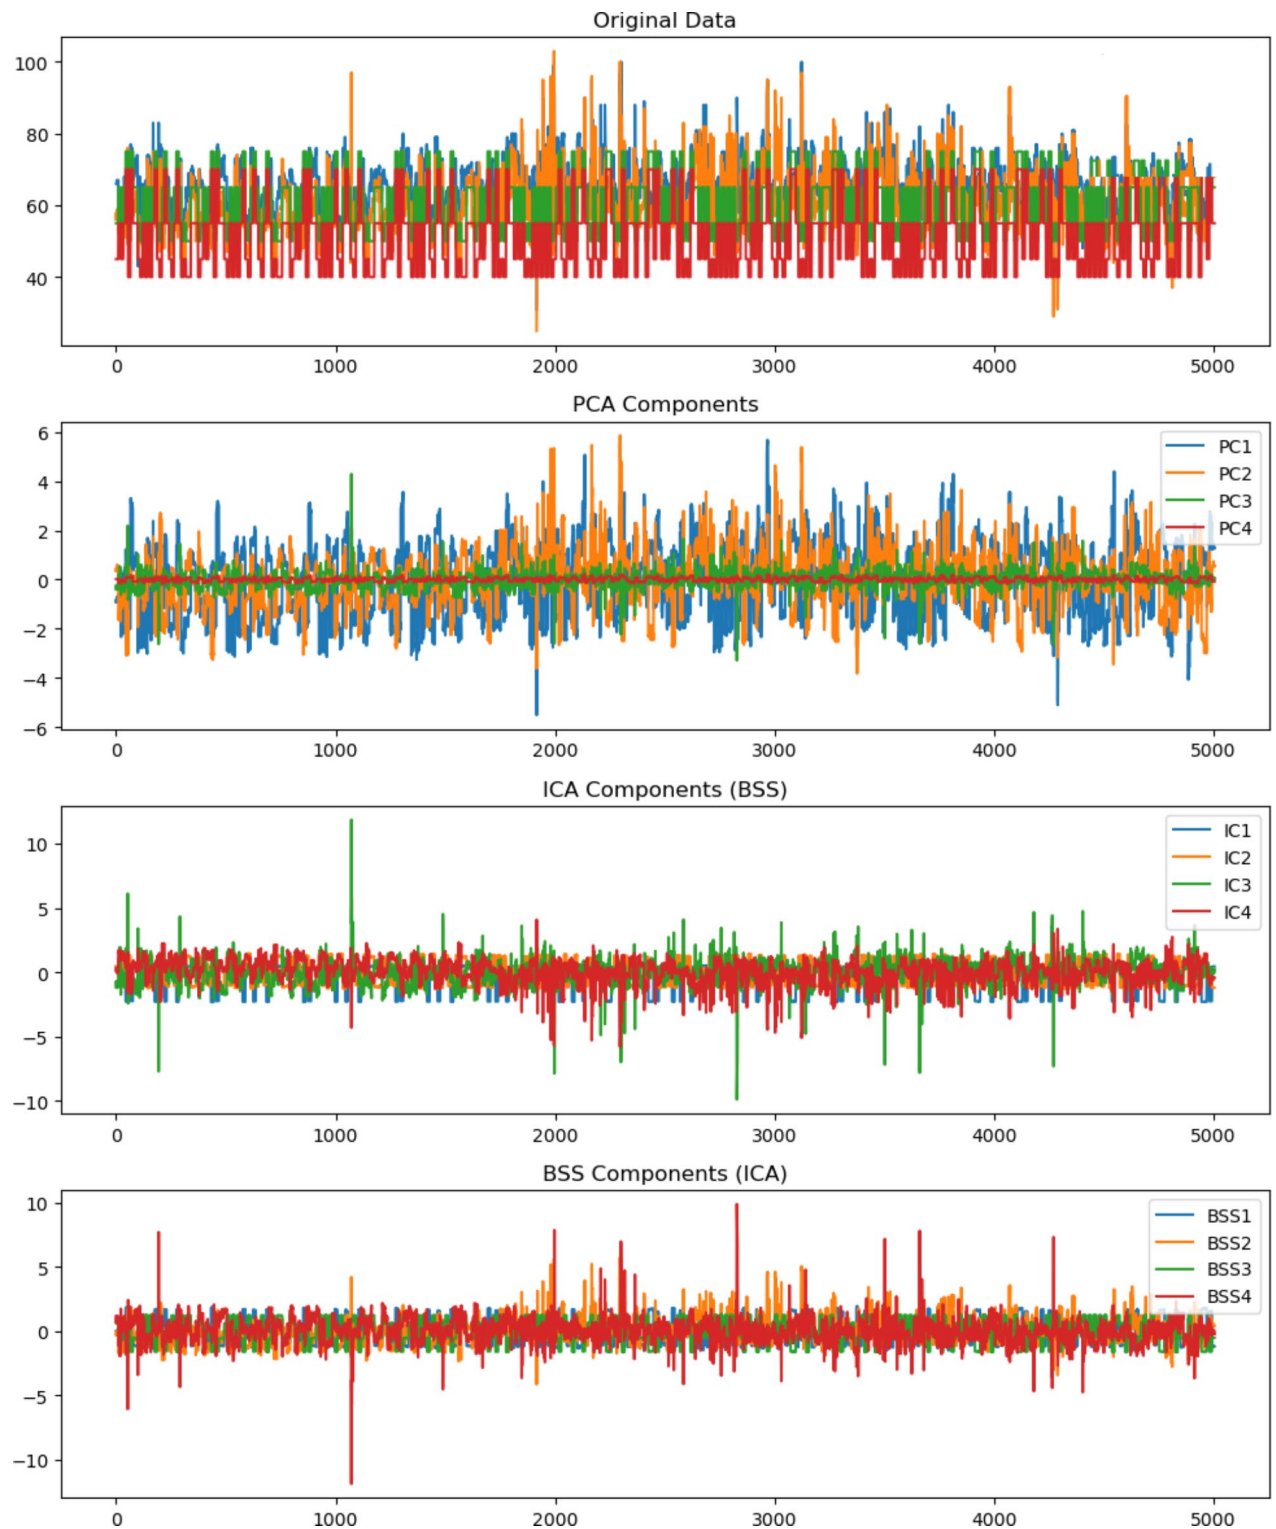 Original Data
100
80
60
40
0 1000 2000 3000 4000 5000
PCA Components
6
4
2
0
−2
−4
−6
PC1
PC2
PC3
PC4
0 1000 2000 3000 4000 5000
ICA Components (BSS)
10
5
0
−5
−10
IC1
IC2
IC3
IC4
0 1000 2000 3000 4000 5000
BSS Components (ICA)
10
5
0
−5
−10
BSS1
BSS2
BSS3
BSS4
0 1000 2000 3000 4000 5000